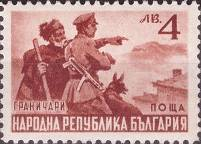 ЛВ. 4
ГРАНИЧАРИ ПОЩА
НАРОДНА РЕПУБЛИКА БЪЛГАРИЯ